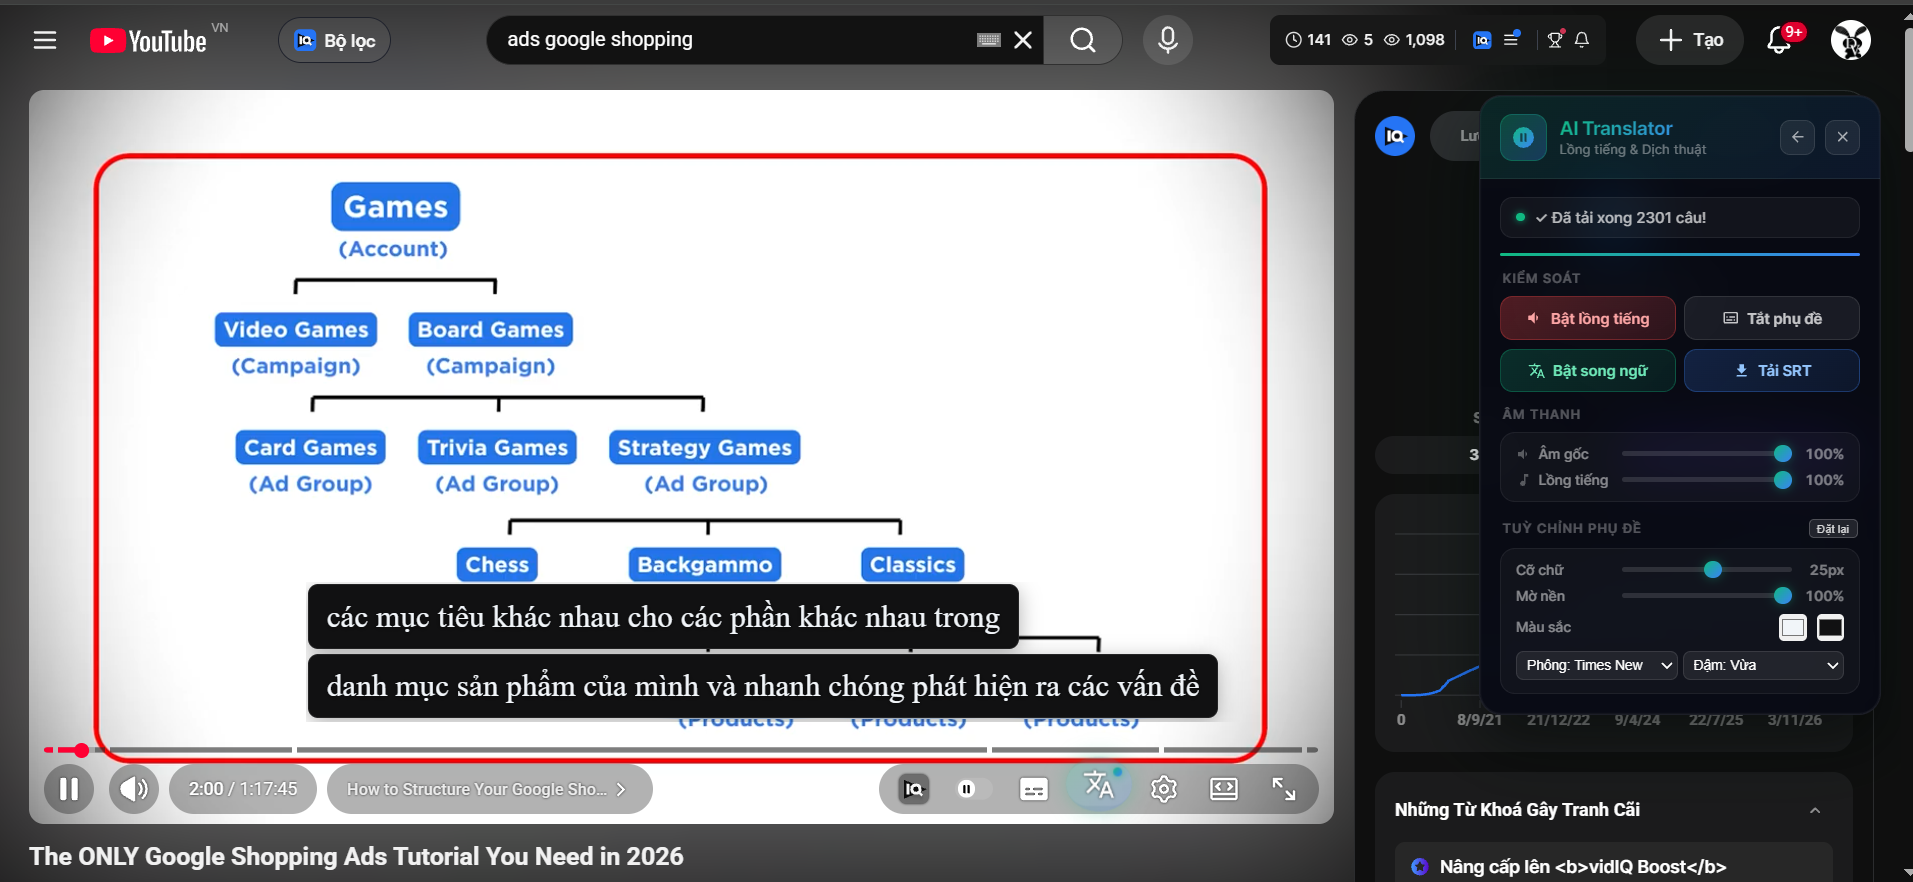 YouTube VN
Bộ lọc
ads google shopping
141 5 1,098
Tạo
9+
Games
(Account)
Video Games Board Games
(Campaign) (Campaign)
Card Games Trivia Games Strategy Games
(Ad Group) (Ad Group) (Ad Group)
Chess Backgammo Classics
các mục tiêu khác nhau cho các phần khác nhau trong
danh mục sản phẩm của mình và nhanh chóng phát hiện ra các vấn đề
(Products) (Products) (Products)
2:00 / 1:17:45
How to Structure Your Google Sho...
The ONLY Google Shopping Ads Tutorial You Need in 2026
IQ
AI Translator
Lồng tiếng & Dịch thuật
✓ Đã tải xong 2301 câu!
KIỂM SOÁT
Bật lồng tiếng Tắt phụ đề
Bật song ngữ Tải SRT
ÂM THANH
Âm gốc 100%
Lồng tiếng 100%
TUỲ CHỈNH PHỤ ĐỀ Đặt lại
Cỡ chữ 25px
Mờ nền 100%
Màu sắc
Phông: Times New Đậm: Vừa
0 8/9/21 21/12/22 9/4/24 22/7/25 3/11/26
Những Từ Khoá Gây Tranh Cãi
Nâng cấp lên <b>vidIQ Boost</b>